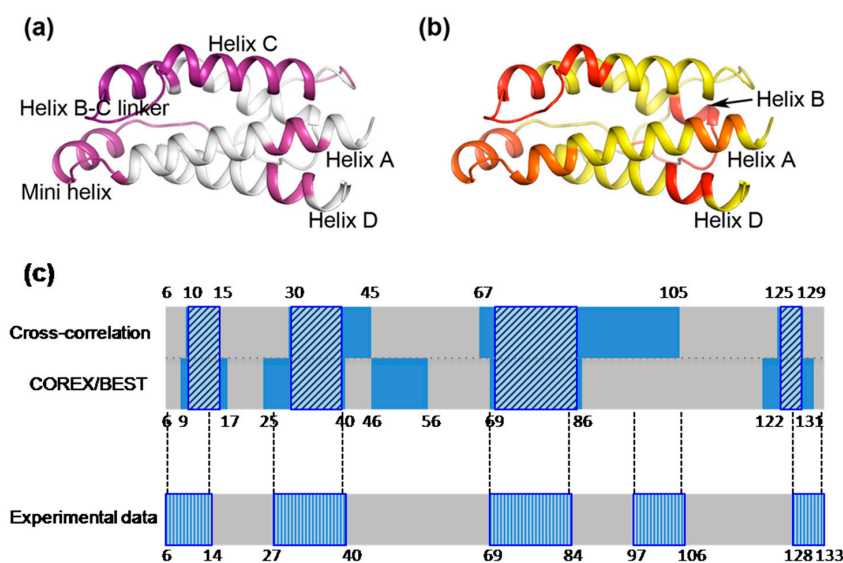 (a)
Helix C
Helix B-C linker
Helix A
Mini helix
Helix D
(b)
Helix B
Helix A
Helix D
(c)
6 10 15 30 45 67 105 125 129
Cross-correlation
COREX/BEST
6 9 17 25 40 46 56 69 86 122 131
Experimental data
6 14 27 40 69 84 97 106 128 133